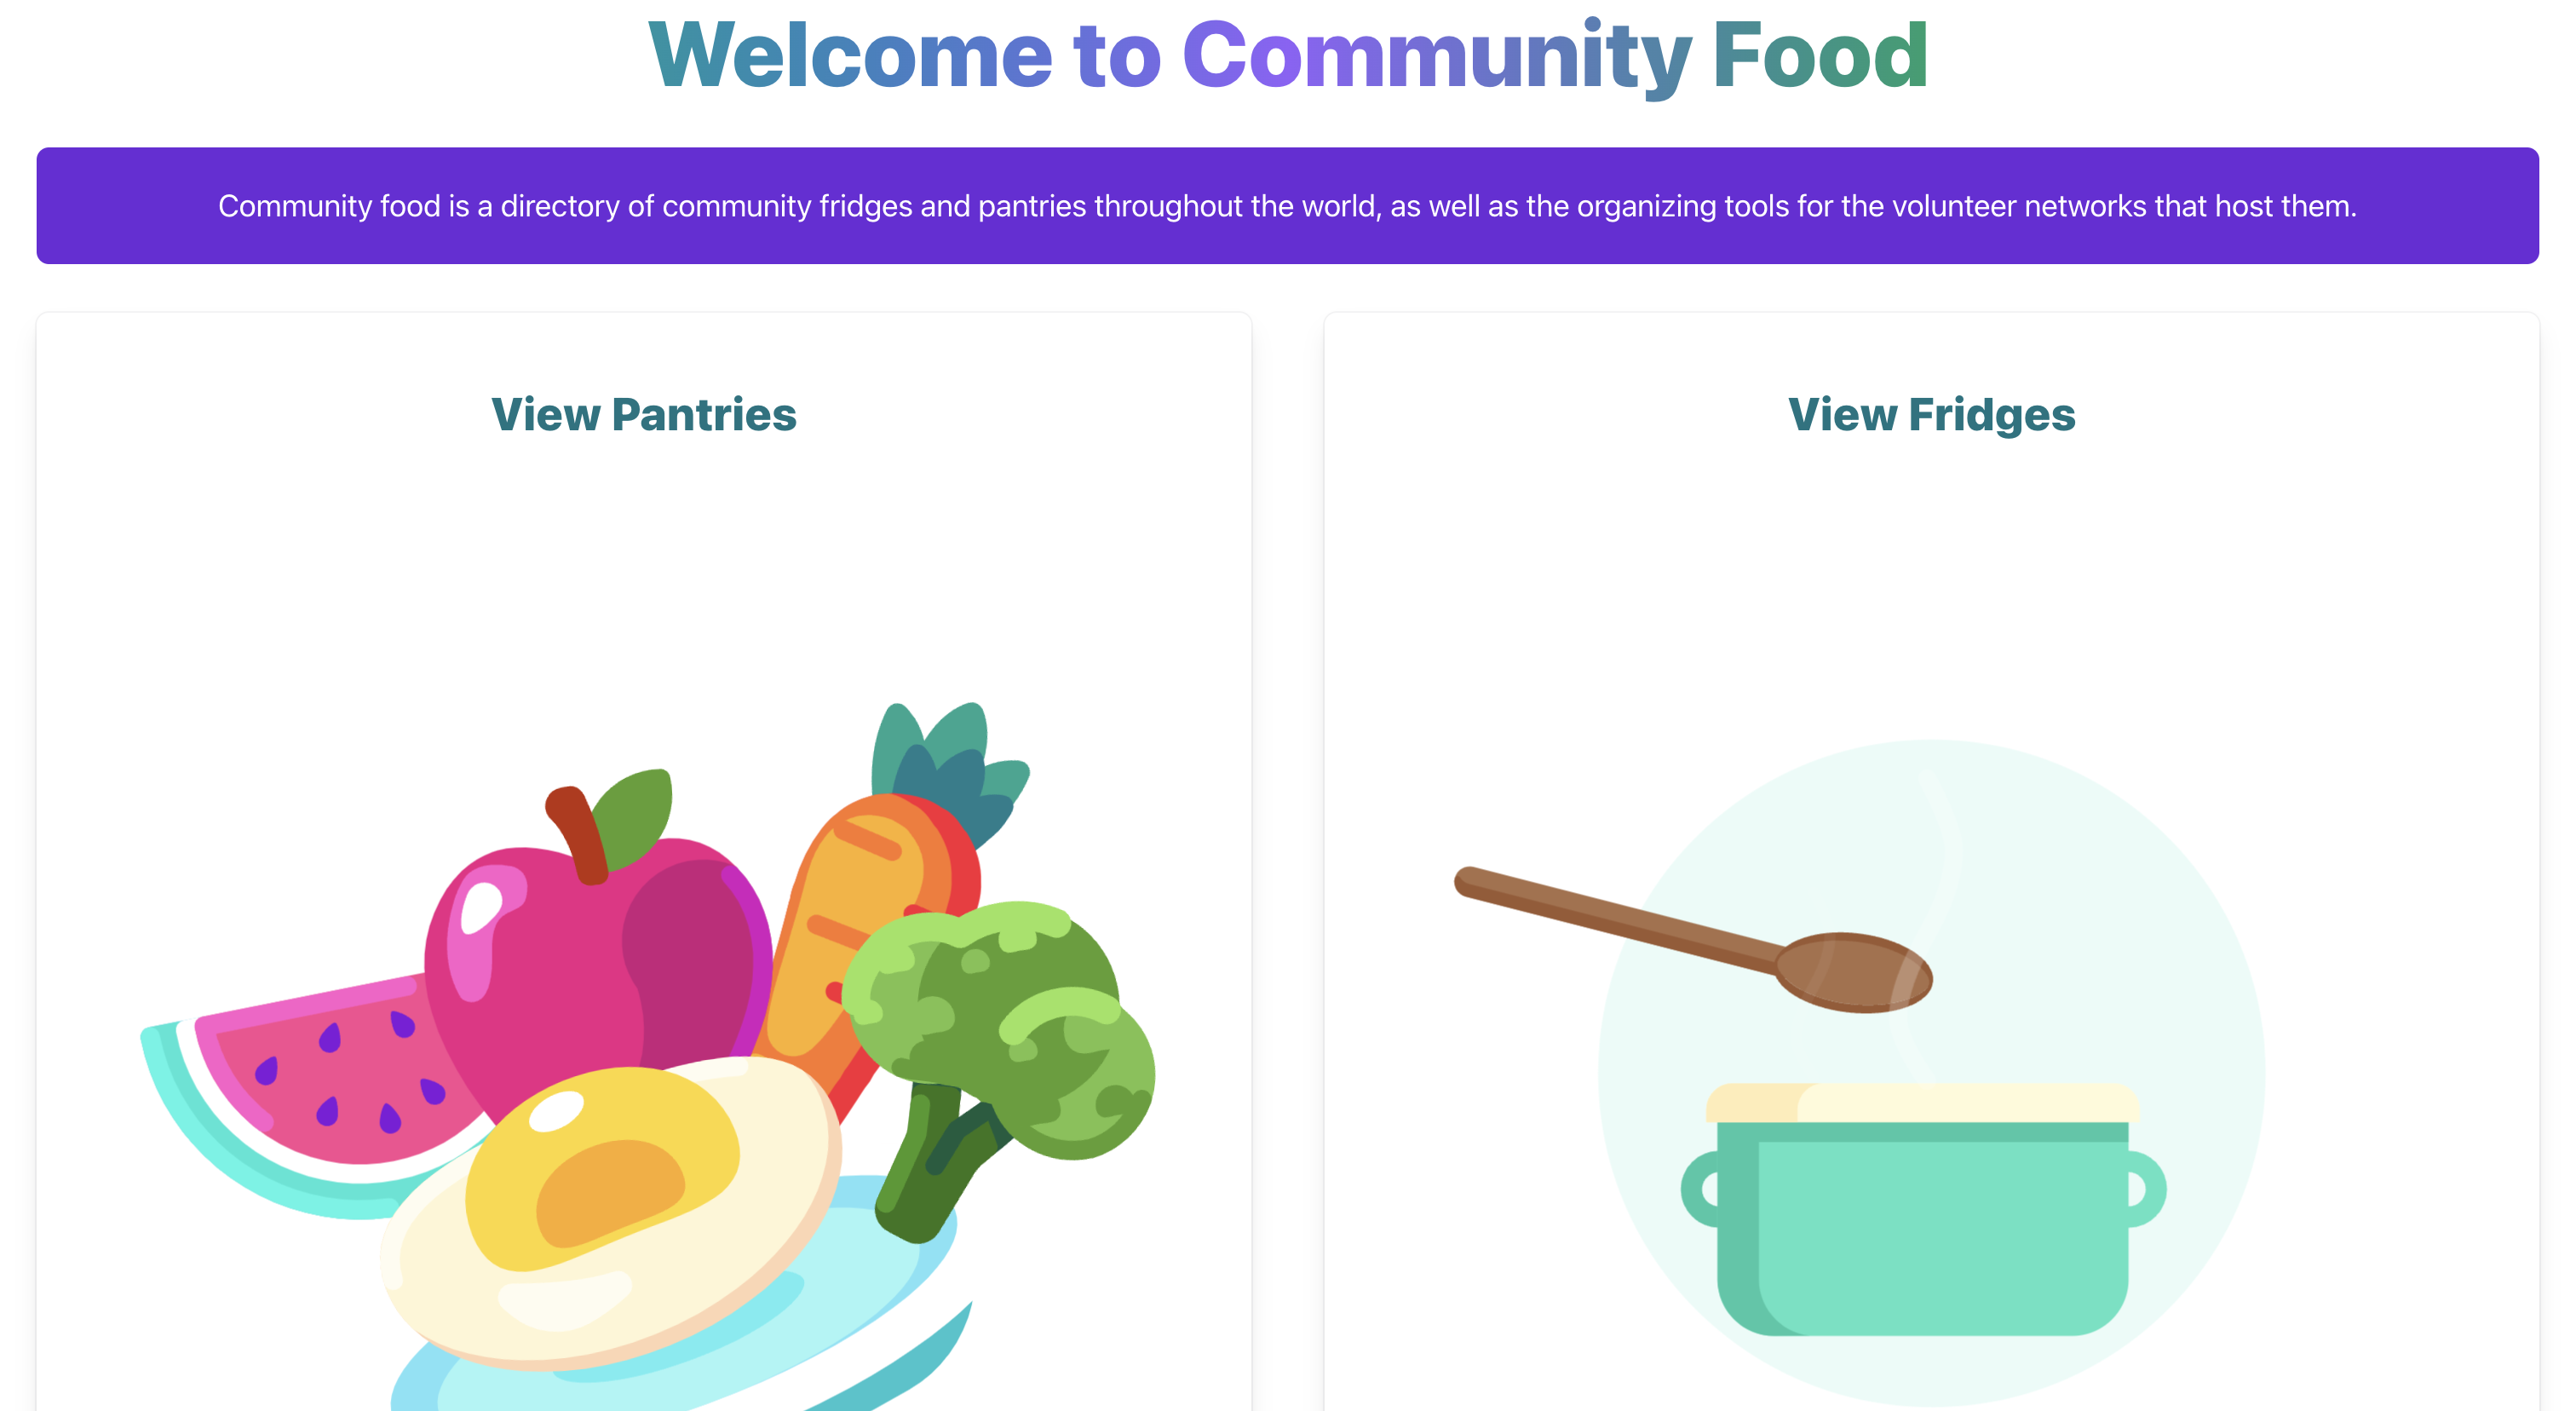 Welcome to Community Food
Community food is a directory of community fridges and pantries throughout the world, as well as the organizing tools for the volunteer networks that host them.
View Pantries
View Fridges